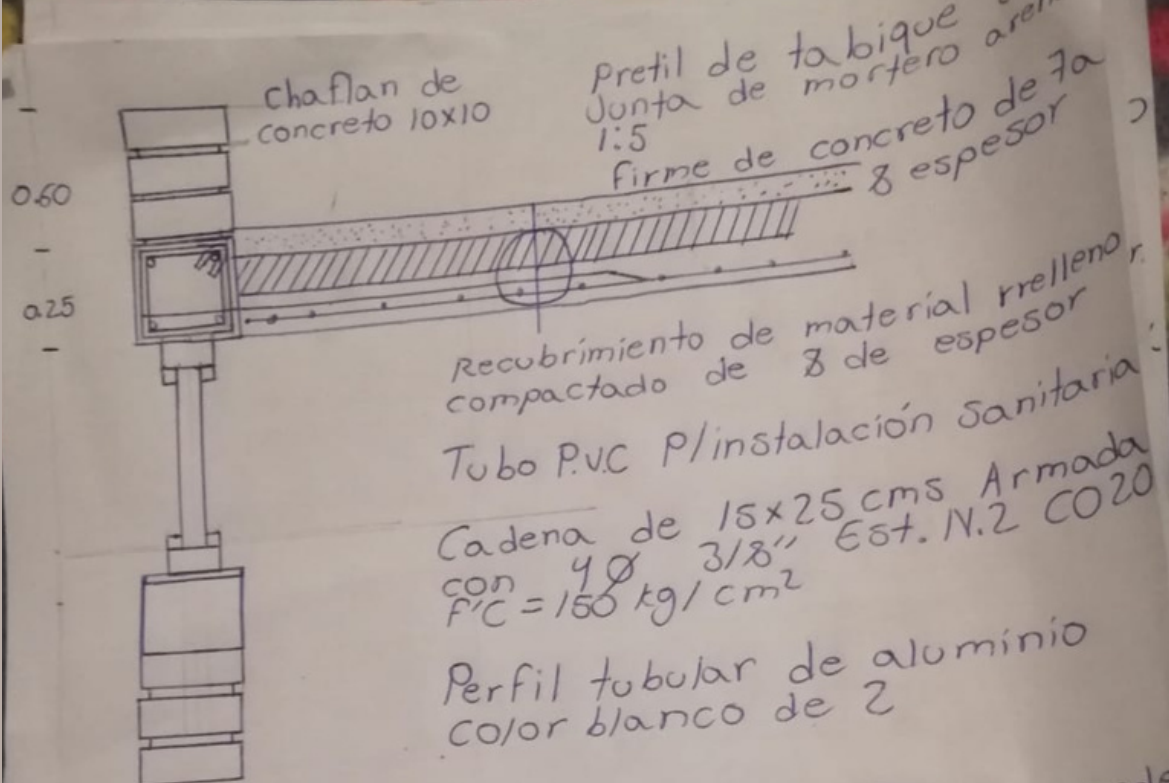 Chaflan de
concreto 10x10
Pretil de tabique
Junta de mortero
1:5
firme de concreto de 7a
8 espesor
0.60
0.25
Recubrimiento de material rrelleno
compactado de 8 de espesor
Tubo P.V.C P/instalación Sanitaria
Cadena de 15x25 cms Armada
con 4Ø 3/8" Est. N.2 CO20
F'C = 150 kg/cm²
Perfil tubular de aluminio
color blanco de 2